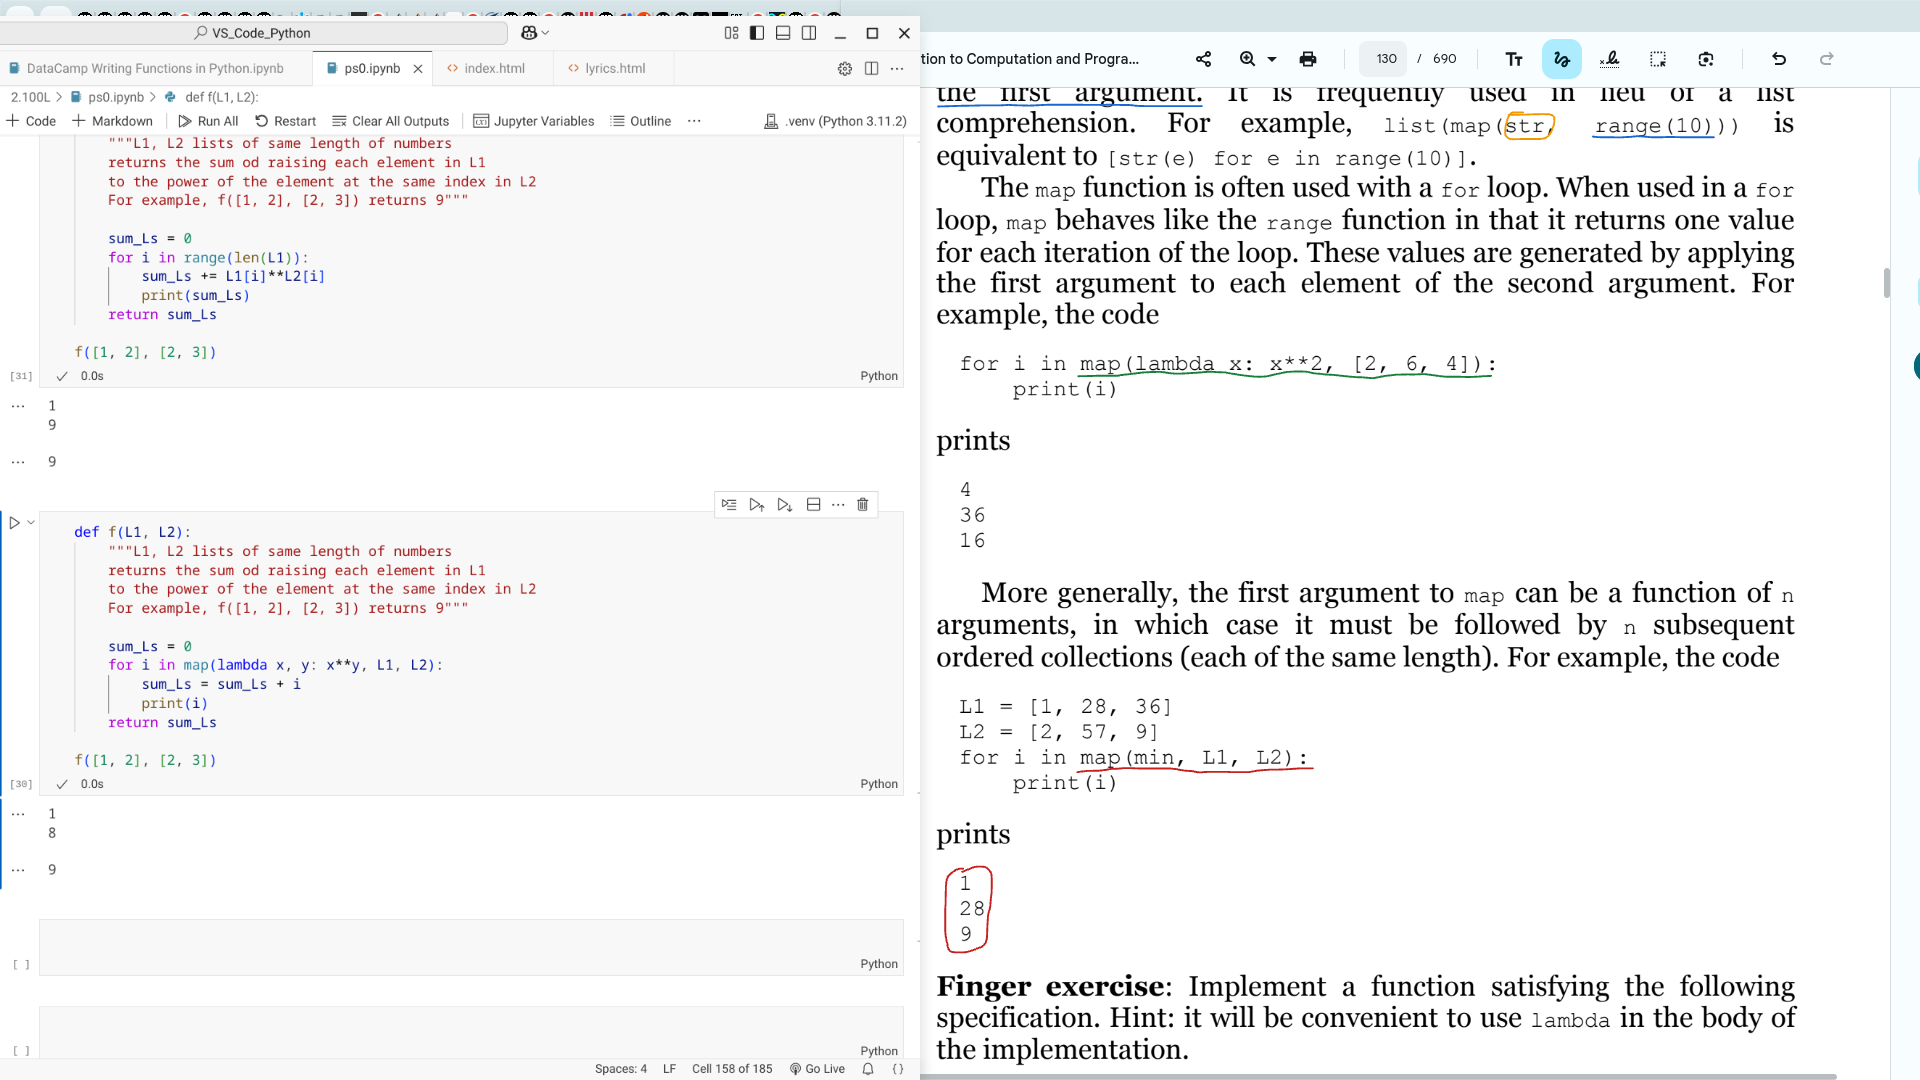 VS_Code_Python
DataCamp Writing Functions in Python.ipynb
ps0.ipynb
index.html
lyrics.html
2.100L > ps0.ipynb > def f(L1, L2):
+ Code + Markdown Run All Restart Clear All Outputs Jupyter Variables Outline ... .venv (Python 3.11.2)
"""L1, L2 lists of same length of numbers
returns the sum od raising each element in L1
to the power of the element at the same index in L2
For example, f([1, 2], [2, 3]) returns 9"""
sum_Ls = 0
for i in range(len(L1)):
sum_Ls += L1[i]**L2[i]
print(sum_Ls)
return sum_Ls
f([1, 2], [2, 3])
[31] 0.0s Python
... 1
9
... 9
def f(L1, L2):
"""L1, L2 lists of same length of numbers
returns the sum od raising each element in L1
to the power of the element at the same index in L2
For example, f([1, 2], [2, 3]) returns 9"""
sum_Ls = 0
for i in map(lambda x, y: x**y, L1, L2):
sum_Ls = sum_Ls + i
print(i)
return sum_Ls
f([1, 2], [2, 3])
[30] 0.0s Python
... 1
8
... 9
[ ] Python
[ ] Python
Spaces: 4 LF Cell 158 of 185 Go Live
tion to Computation and Progra...
130 / 690
the first argument. It is frequently used in lieu of a list
comprehension. For example, list(map(str, range(10))) is
equivalent to [str(e) for e in range(10)].
The map function is often used with a for loop. When used in a for
loop, map behaves like the range function in that it returns one value
for each iteration of the loop. These values are generated by applying
the first argument to each element of the second argument. For
example, the code
for i in map(lambda x: x**2, [2, 6, 4]):
print(i)
prints
4
36
16
More generally, the first argument to map can be a function of n
arguments, in which case it must be followed by n subsequent
ordered collections (each of the same length). For example, the code
L1 = [1, 28, 36]
L2 = [2, 57, 9]
for i in map(min, L1, L2):
print(i)
prints
1
28
9
Finger exercise: Implement a function satisfying the following
specification. Hint: it will be convenient to use lambda in the body of
the implementation.